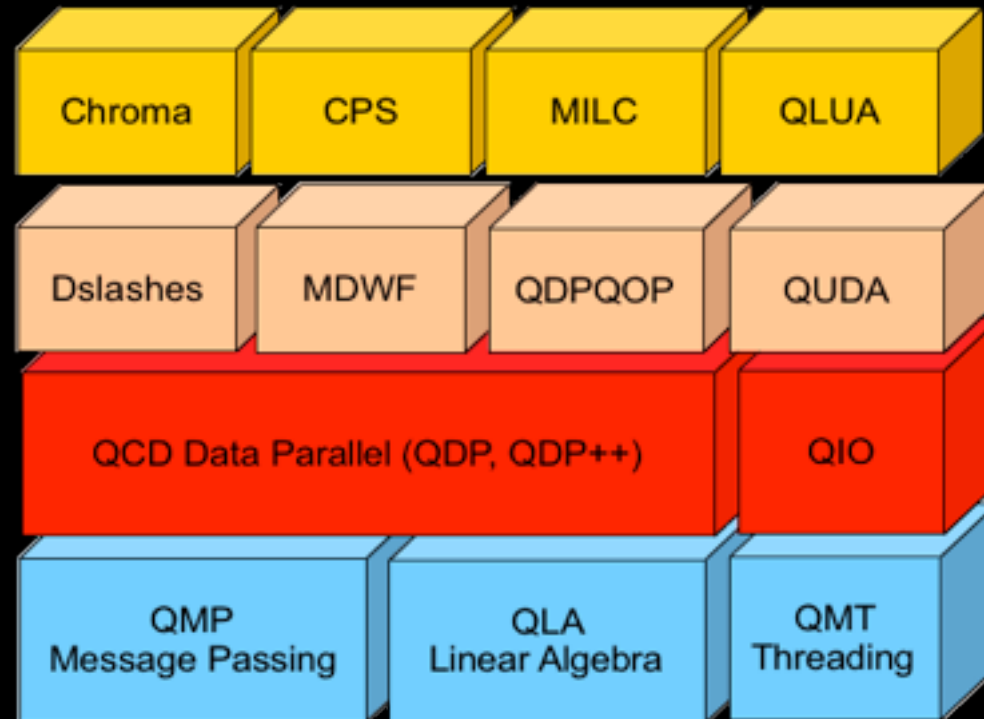 Chroma
CPS
MILC
QLUA
Dslashes
MDWF
QDPQOP
QUDA
QCD Data Parallel (QDP, QDP++)
QIO
QMP
Message Passing
QLA
Linear Algebra
QMT
Threading